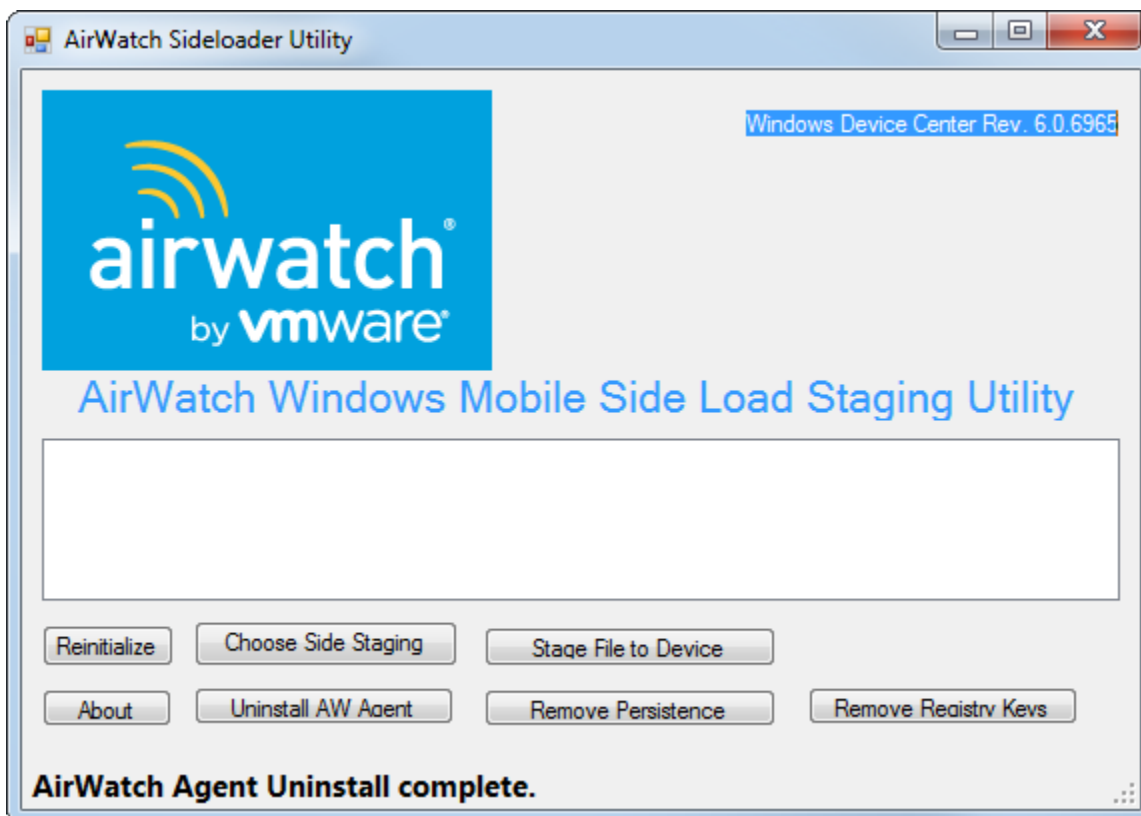 AirWatch Sideloader Utility
Windows Device Center Rev. 6.0.6965
airwatch®
by vmware®
AirWatch Windows Mobile Side Load Staging Utility
Reinitialize
Choose Side Staging
Stage File to Device
About
Uninstall AW Agent
Remove Persistence
Remove Registry Keys
AirWatch Agent Uninstall complete.